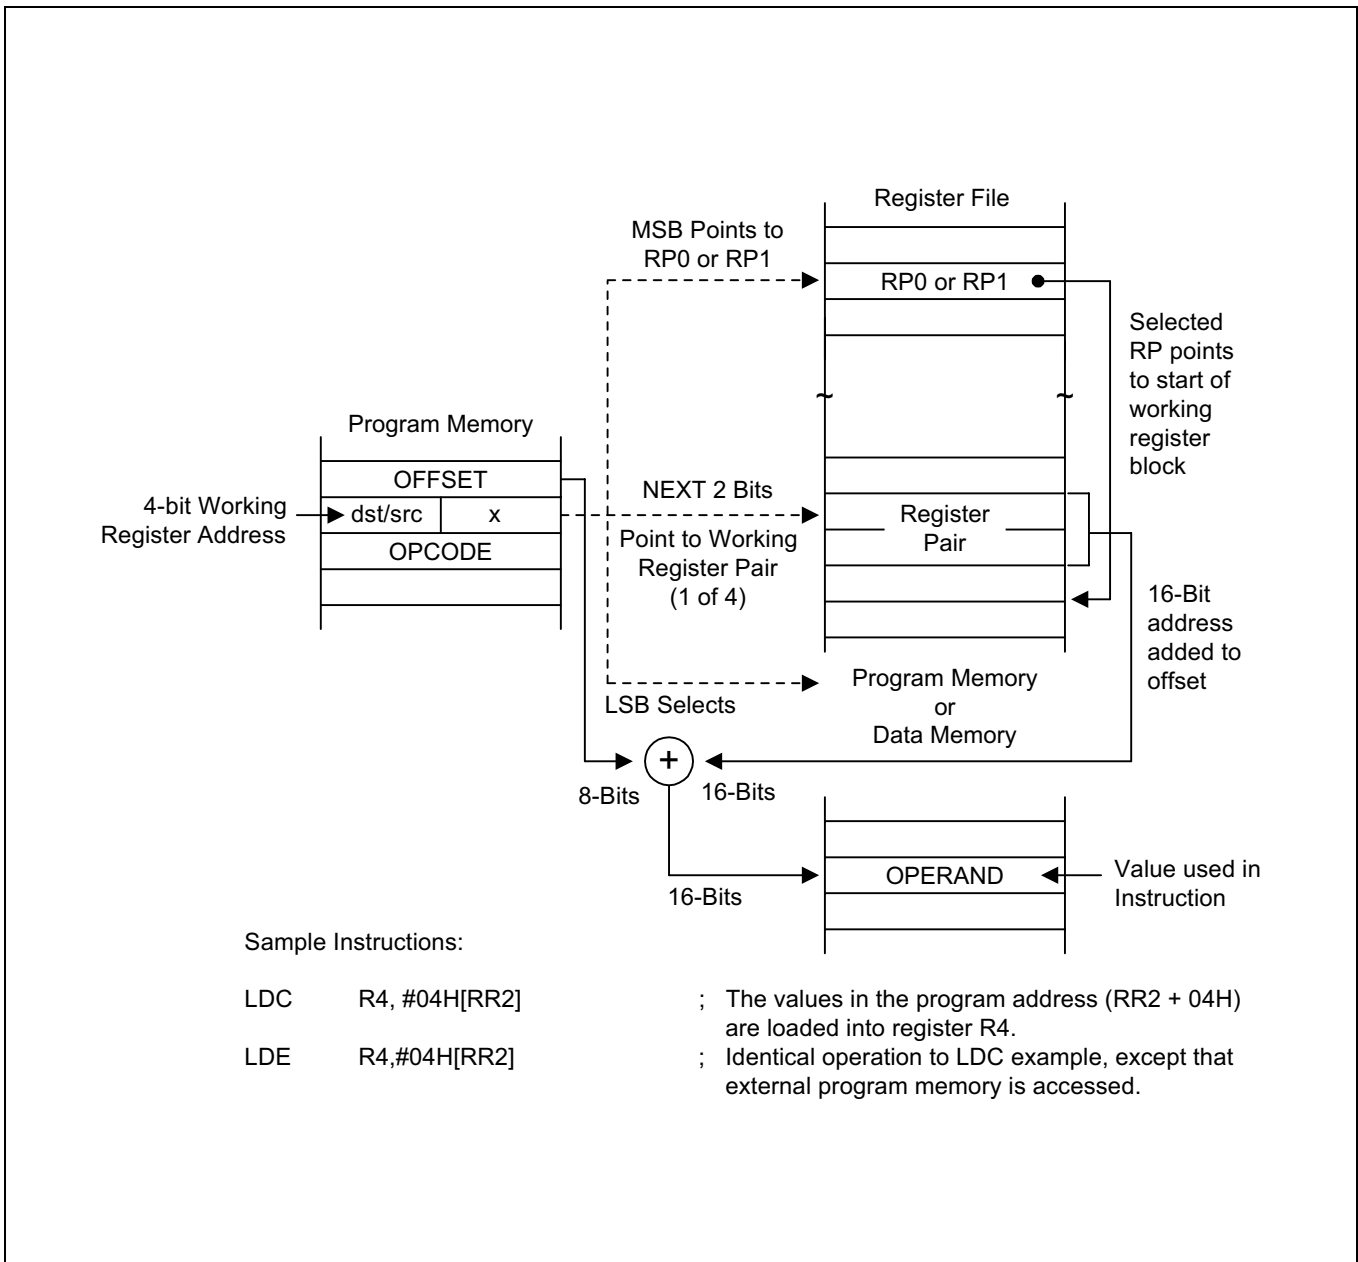 Register File
MSB Points to
RP0 or RP1
RP0 or RP1
Selected
RP points
to start of
working
register
block
Program Memory
OFFSET
4-bit Working
Register Address
dst/src
x
OPCODE
NEXT 2 Bits
Point to Working
Register Pair
(1 of 4)
Register
Pair
16-Bit
address
added to
offset
LSB Selects
Program Memory
or
Data Memory
+
8-Bits
16-Bits
16-Bits
OPERAND
Value used in
Instruction
Sample Instructions:
LDC R4, #04H[RR2] ; The values in the program address (RR2 + 04H)
are loaded into register R4.
LDE R4,#04H[RR2] ; Identical operation to LDC example, except that
external program memory is accessed.